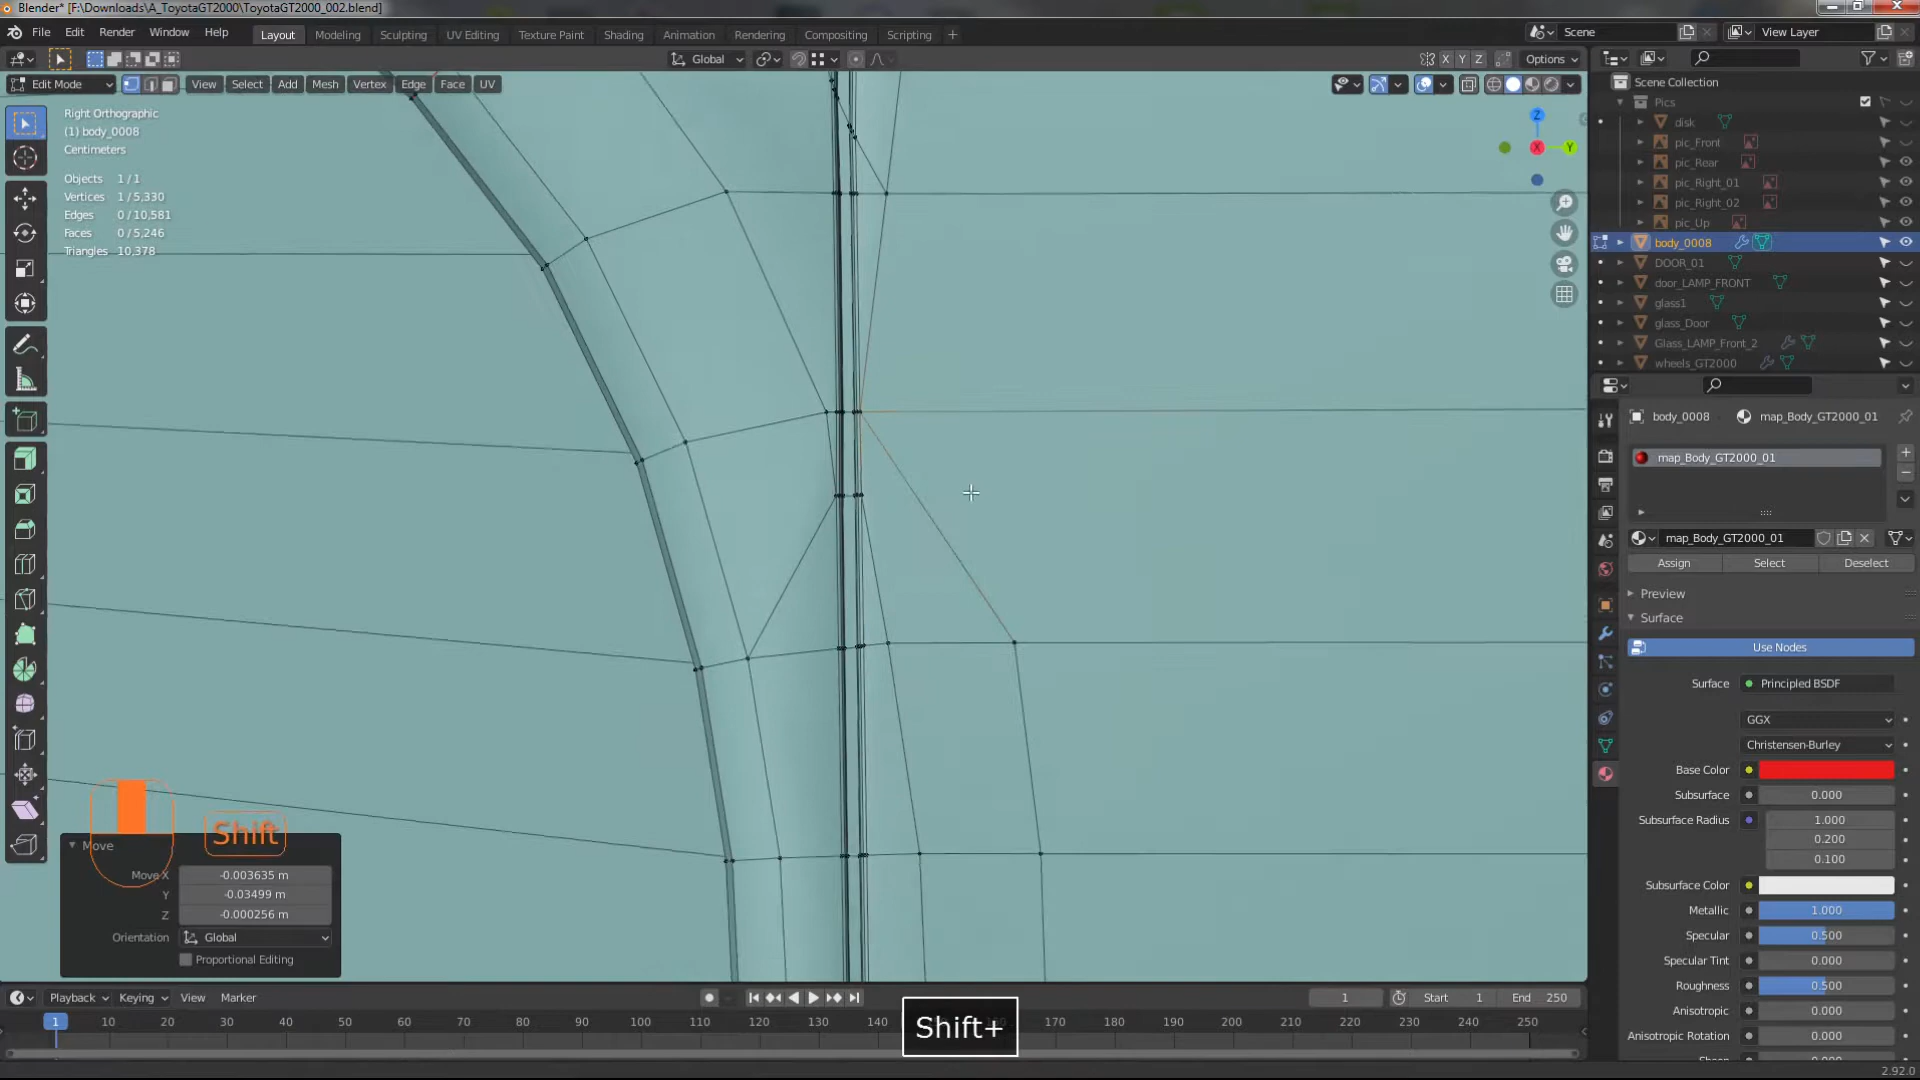 Blender* [F:\Downloads\A_ToyotaGT2000\ToyotaGT2000_002.blend]
File Edit Render Window Help
Layout Modeling Sculpting UV Editing Texture Paint Shading Animation Rendering Compositing Scripting
Scene
View Layer
Global
X Y Z
Options
Edit Mode
View Select Add Mesh Vertex Edge Face UV
Right Orthographic
(1) body_0008
Centimeters
Objects 1 / 1
Vertices 1 / 5,330
Edges 0 / 10,581
Faces 0 / 5,246
Triangles 10,378
Z
X
Y
Scene Collection
Pics
disk
pic_Front
pic_Rear
pic_Right_01
pic_Right_02
pic_Up
body_0008
DOOR_01
door_LAMP_FRONT
glass1
glass_Door
Glass_LAMP_Front_2
wheels_GT2000
body_0008
map_Body_GT2000_01
map_Body_GT2000_01
map_Body_GT2000_01
Assign Select Deselect
Preview
Surface
Use Nodes
Surface Principled BSDF
GGX
Christensen-Burley
Base Color
Subsurface 0.000
Subsurface Radius 1.000
0.200
0.100
Subsurface Color
Metallic 1.000
Specular 0.500
Specular Tint 0.000
Roughness 0.500
Anisotropic 0.000
Anisotropic Rotation 0.000
Shift
Move
Move X -0.003635 m
Y -0.03499 m
Z -0.000256 m
Orientation Global
Proportional Editing
Playback Keying View Marker
1
Start 1
End 250
1 10 20 30 40 50 60 70 80 90 100 110 120 130 140 170 180 190 200 210 220 230 240 250
Shift+
2.92.0